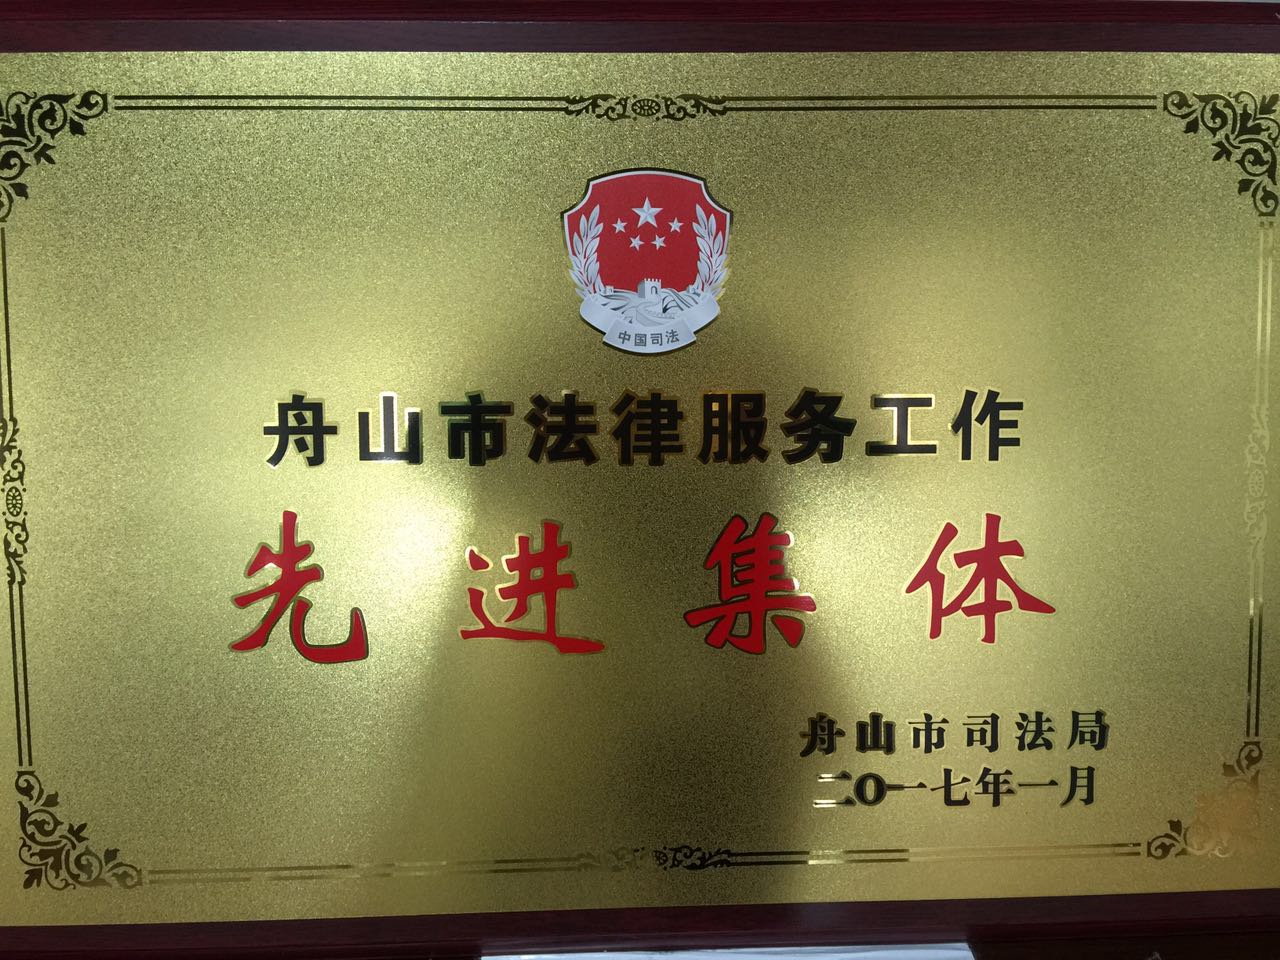 中国司法
舟山市法律服务工作
先进集体
舟山市司法局
二〇一七年一月